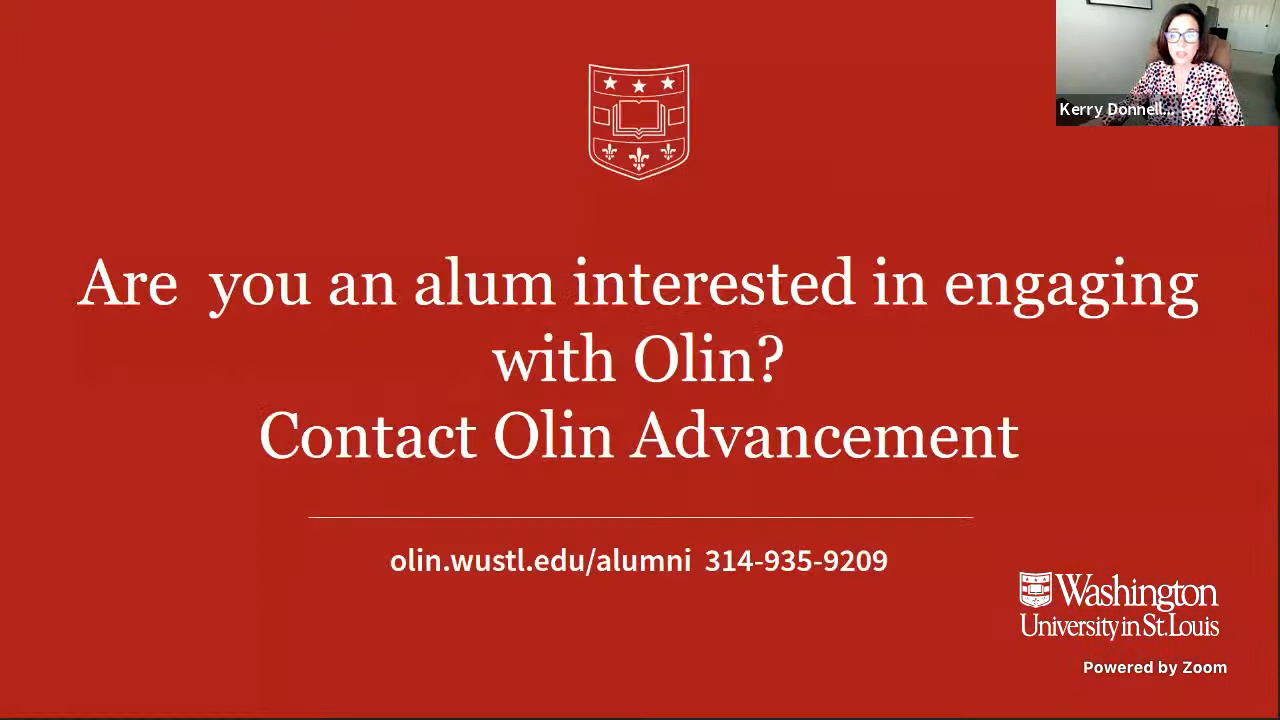 Kerry Donnell...
Are you an alum interested in engaging
with Olin?
Contact Olin Advancement
olin.wustl.edu/alumni 314-935-9209
Washington
University in St. Louis
Powered by Zoom